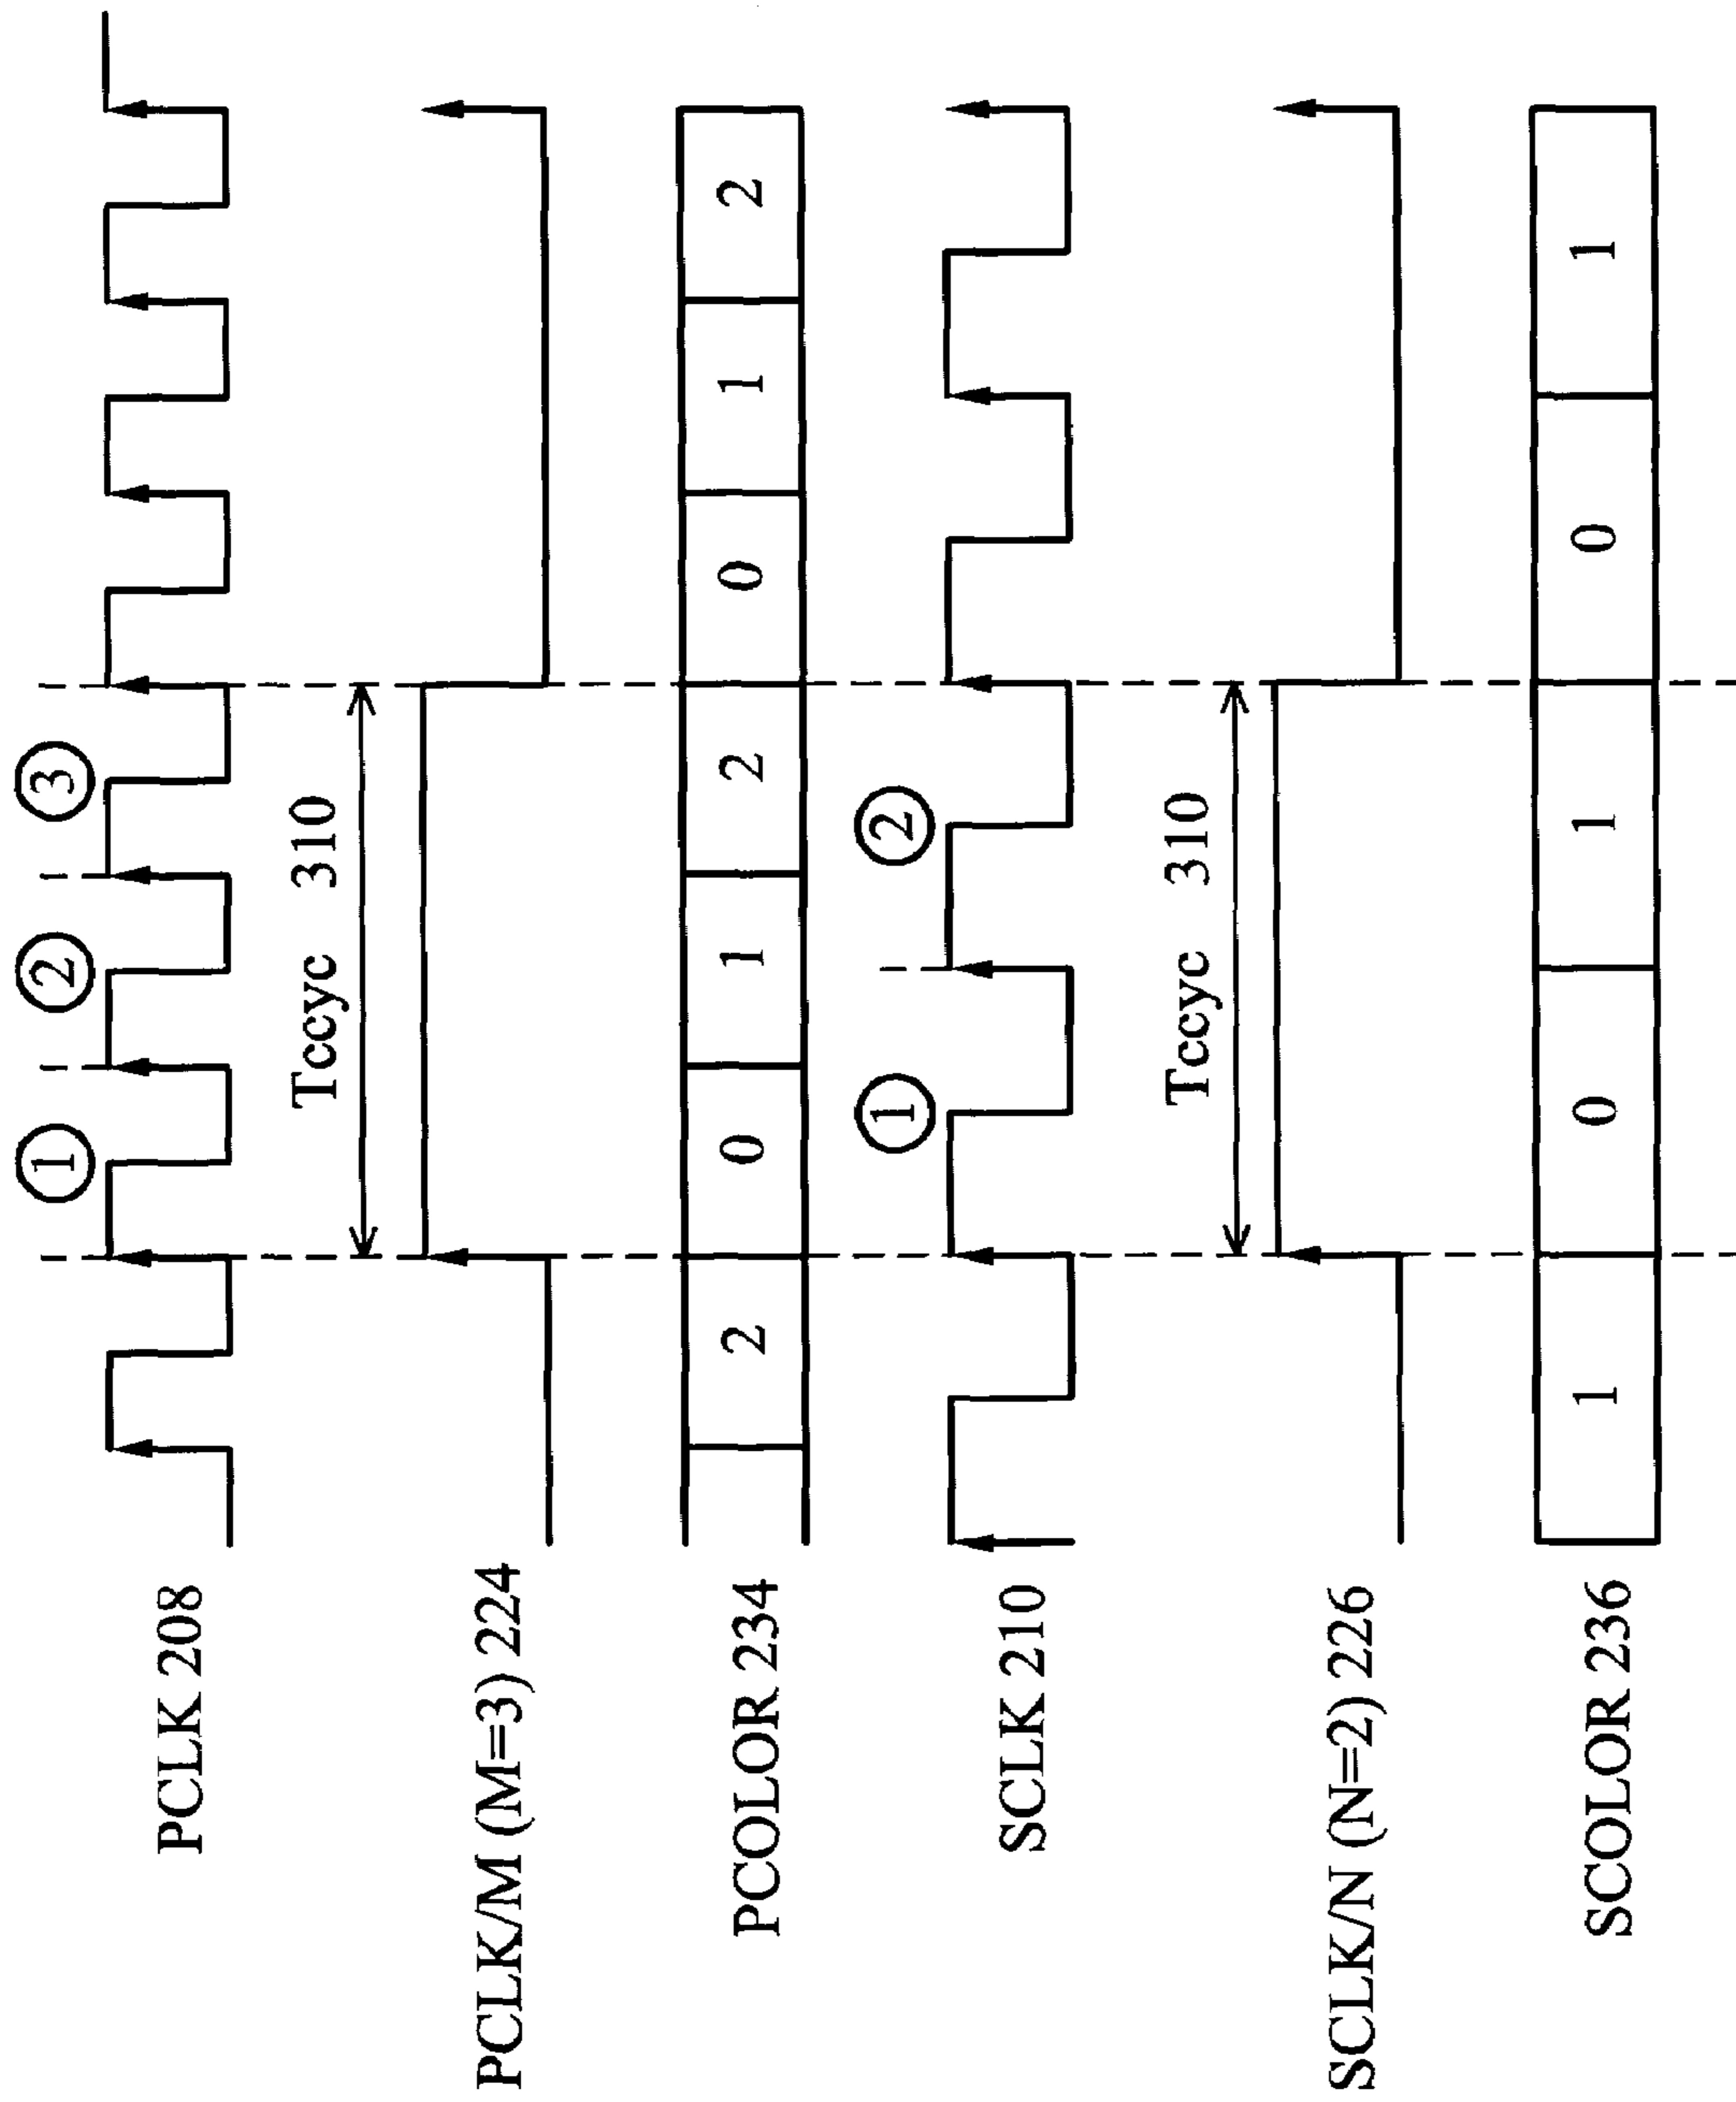 ① ② ③
PCLK 208
Tccyc 310
PCLK/M (M=3) 224
2 0 1 2 0 1 2
PCOLOR 234
① ②
SCLK 210
Tccyc 310
SCLK/N (N=2) 226
1 0 1 0 1
SCOLOR 236